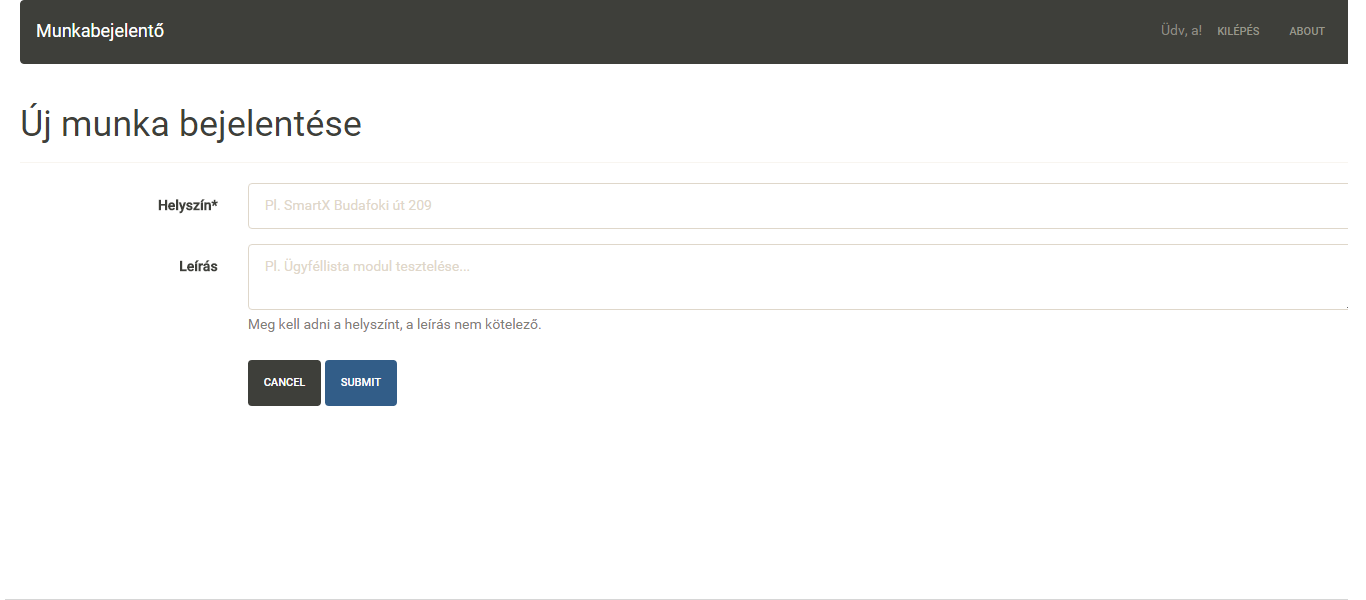 Munkabejelentő
Üdv, a! KILÉPÉS ABOUT
Új munka bejelentése
Helyszín* Pl. SmartX Budafoki út 209
Leírás Pl. Ügyféllista modul tesztelése...
Meg kell adni a helyszínt, a leírás nem kötelező.
CANCEL SUBMIT